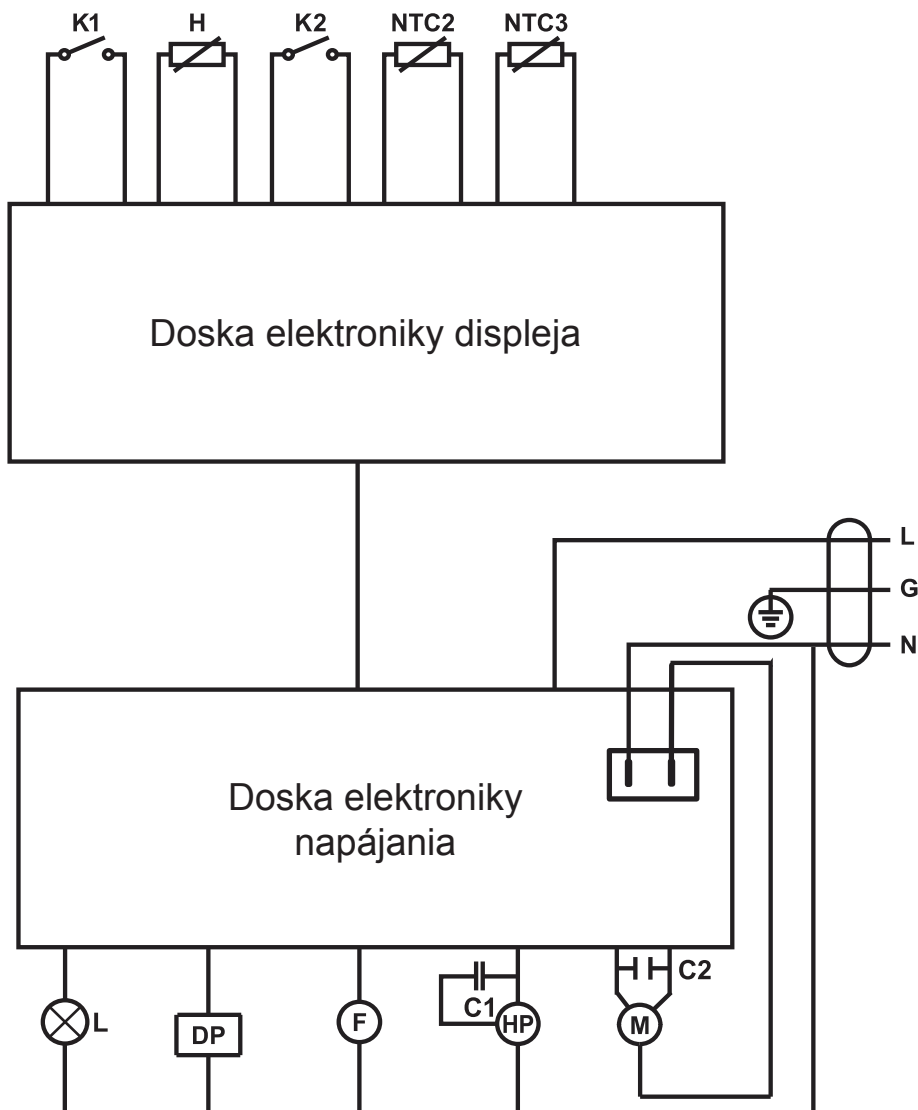 K1 H K2 NTC2 NTC3
Doska elektroniky displeja
L
G
N
Doska elektroniky
napájania
C2
C1
L DP F HP M